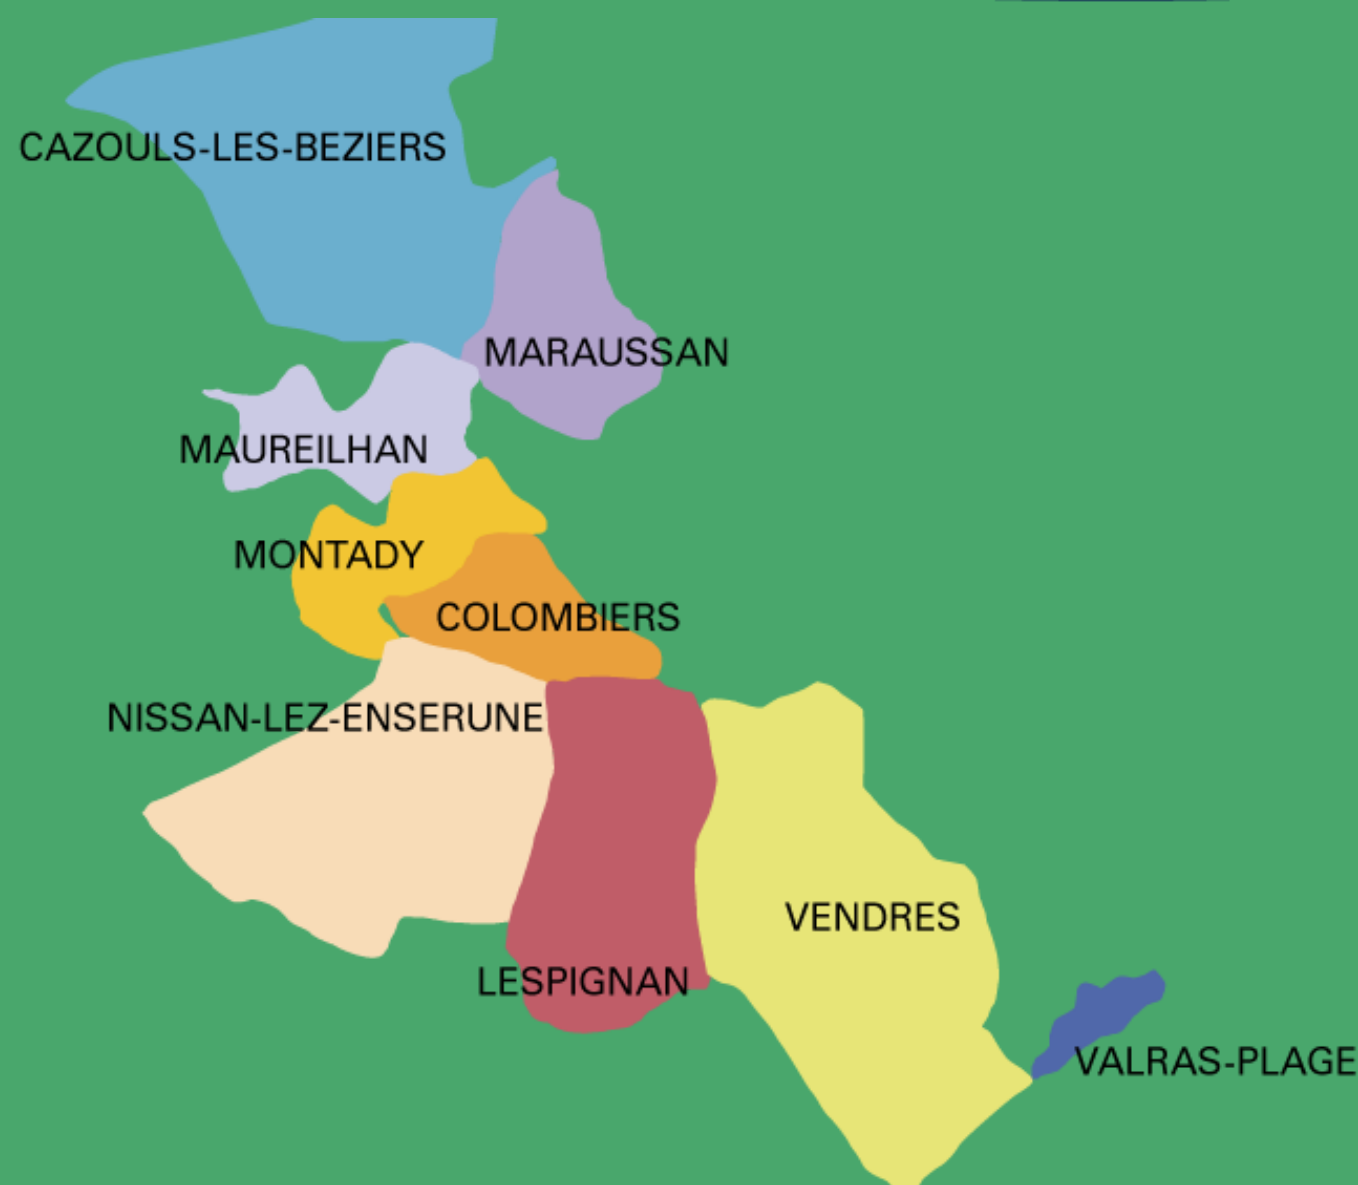 CAZOULS-LES-BEZIERS
MARAUSSAN
MAUREILHAN
MONTADY
COLOMBIERS
NISSAN-LEZ-ENSERUNE
VENDRES
LESPIGNAN
VALRAS-PLAGE